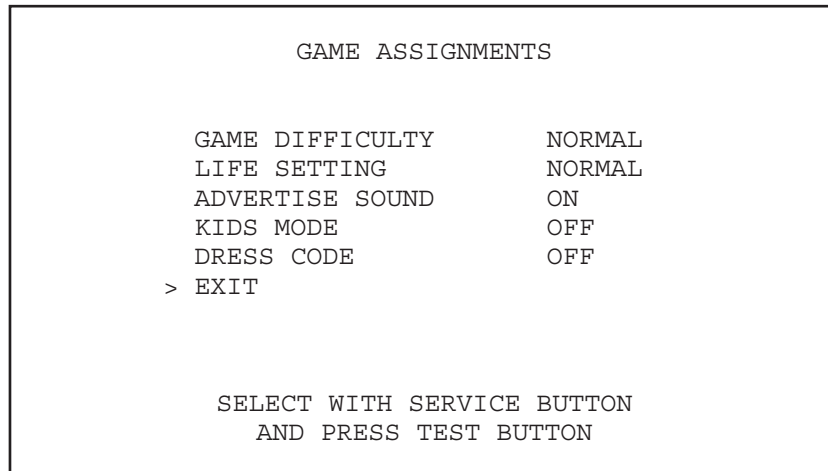 GAME ASSIGNMENTS
GAME DIFFICULTY NORMAL
LIFE SETTING NORMAL
ADVERTISE SOUND ON
KIDS MODE OFF
DRESS CODE OFF
> EXIT
SELECT WITH SERVICE BUTTON
AND PRESS TEST BUTTON